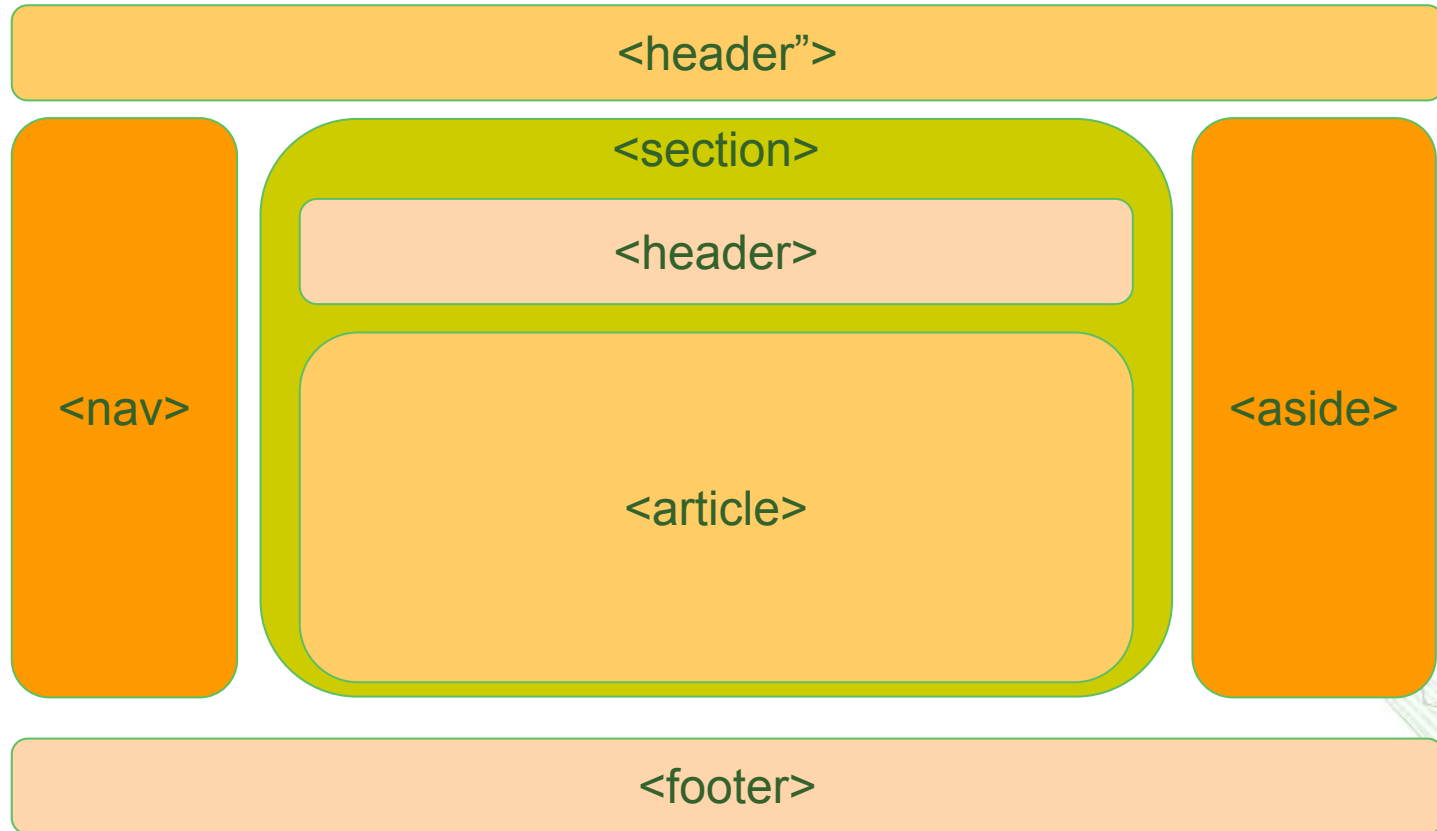 <header”>
<section>
<header>
<nav>
<aside>
<article>
<footer>